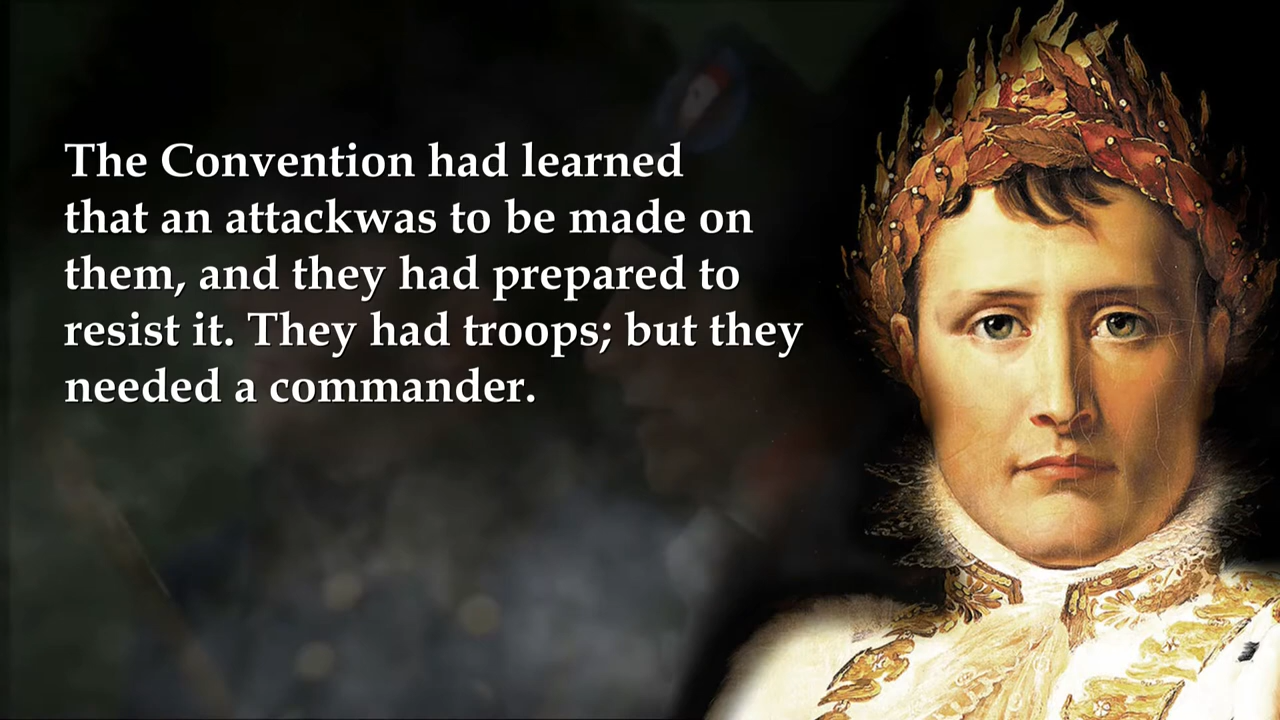 The Convention had learned
that an attackwas to be made on
them, and they had prepared to
resist it. They had troops; but they
needed a commander.